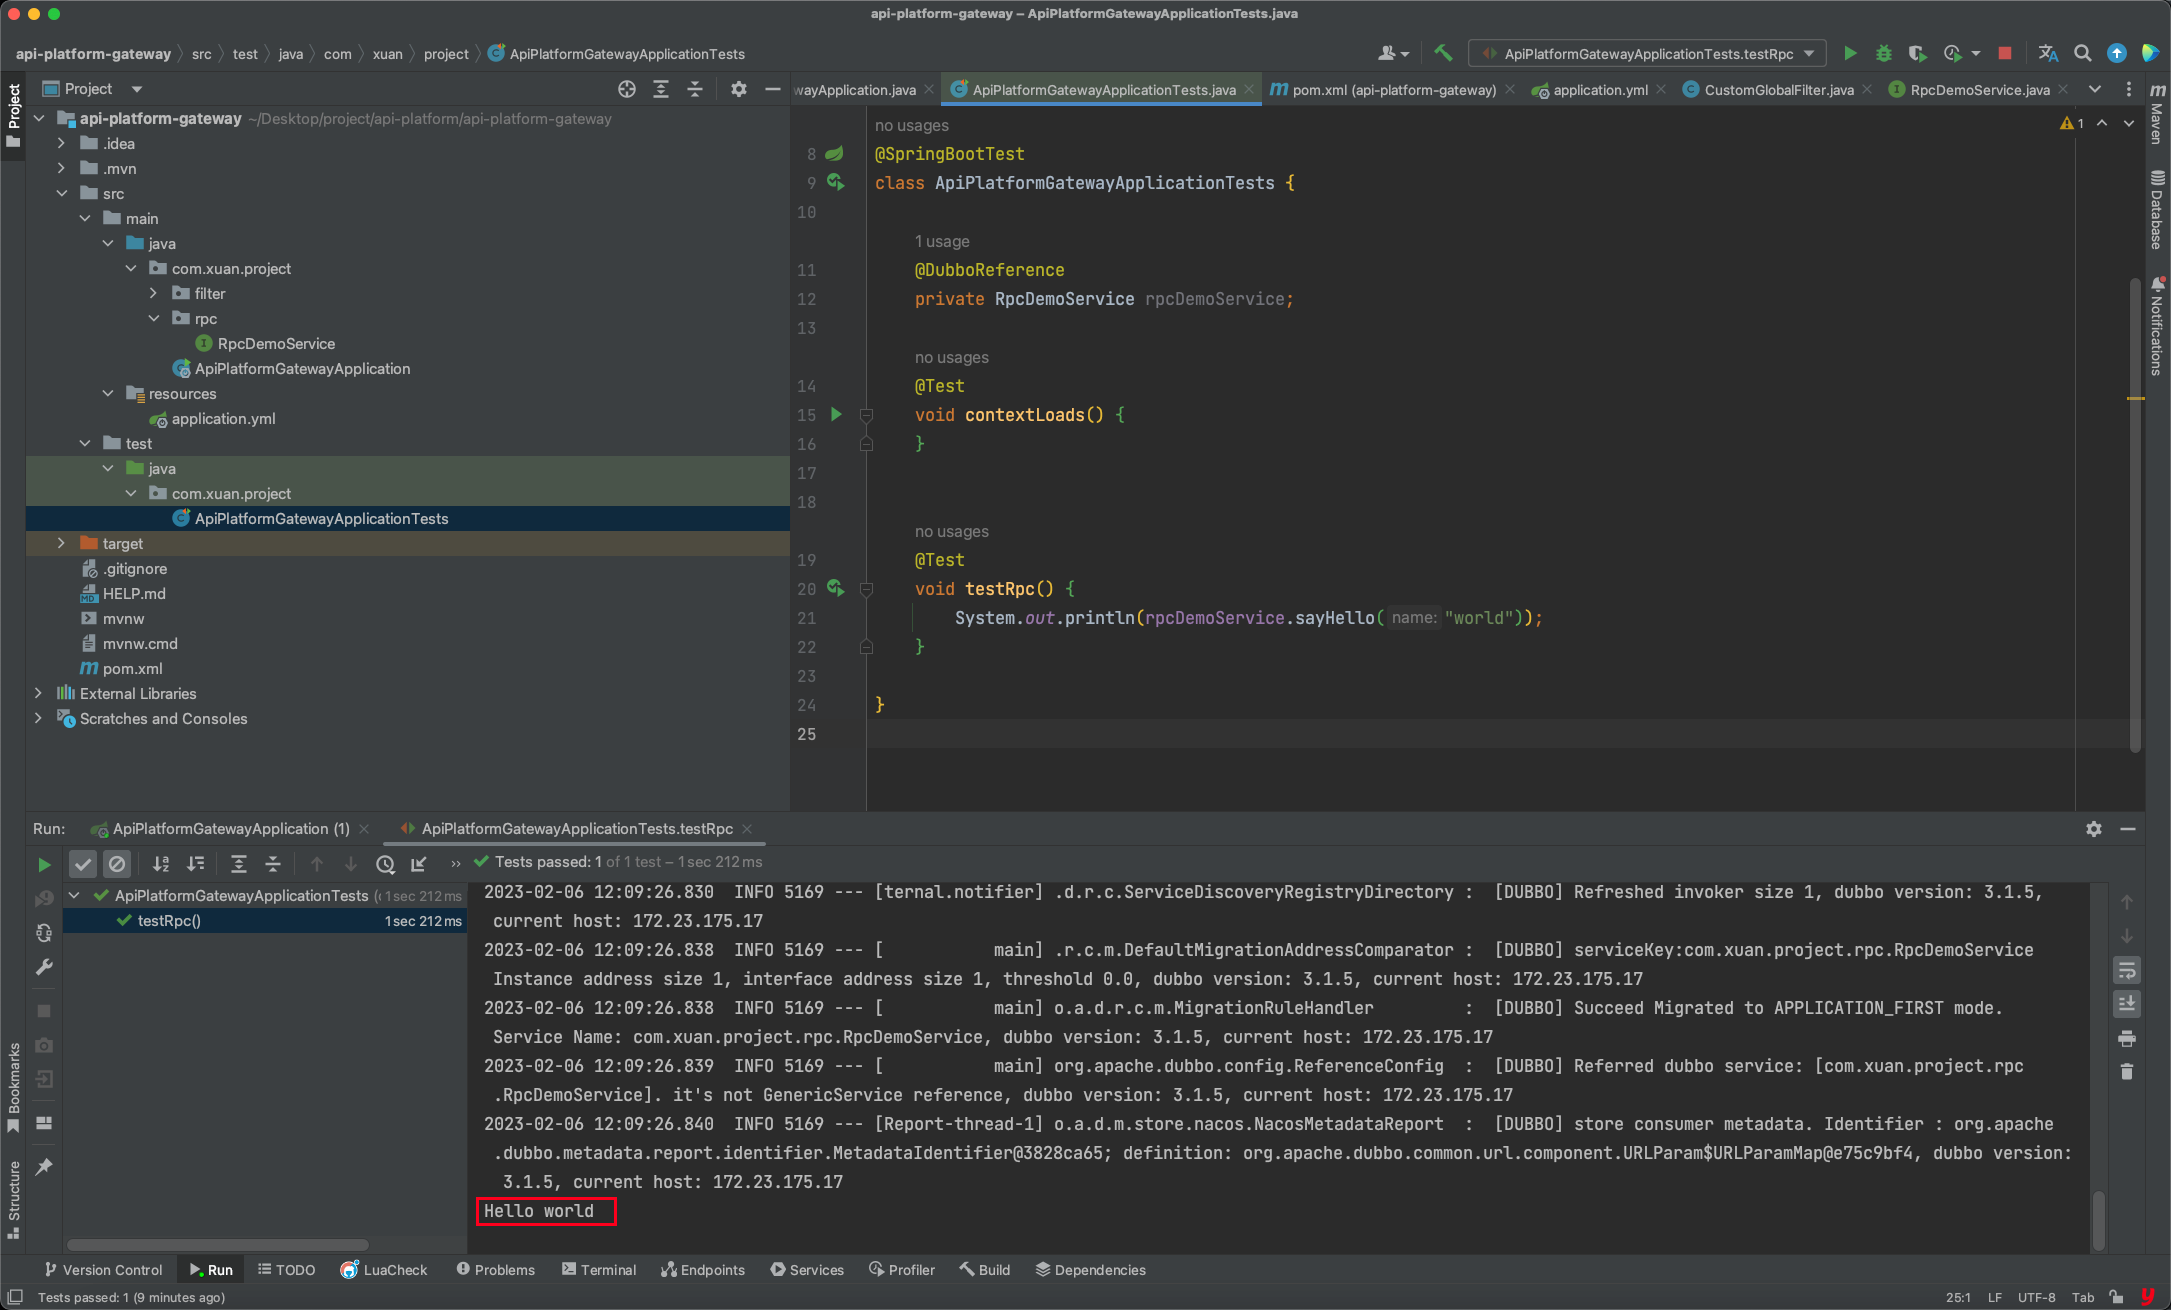 api-platform-gateway – ApiPlatformGatewayApplicationTests.java
api-platform-gateway src test java com xuan project ApiPlatformGatewayApplicationTests
ApiPlatformGatewayApplicationTests.testRpc
Project
Project
wayApplication.java ApiPlatformGatewayApplicationTests.java pom.xml (api-platform-gateway) application.yml CustomGlobalFilter.java RpcDemoService.java
Maven
Database
Notifications
api-platform-gateway ~/Desktop/project/api-platform/api-platform-gateway
.idea
.mvn
src
main
java
com.xuan.project
filter
rpc
RpcDemoService
ApiPlatformGatewayApplication
resources
application.yml
test
java
com.xuan.project
ApiPlatformGatewayApplicationTests
target
.gitignore
HELP.md
mvnw
mvnw.cmd
pom.xml
External Libraries
Scratches and Consoles
1
no usages
8 @SpringBootTest
9 class ApiPlatformGatewayApplicationTests {
10
1 usage
11 @DubboReference
12 private RpcDemoService rpcDemoService;
13
no usages
14 @Test
15 void contextLoads() {
16 }
17
18
no usages
19 @Test
20 void testRpc() {
21 System.out.println(rpcDemoService.sayHello( name: "world"));
22 }
23
24 }
25
Run: ApiPlatformGatewayApplication (1) ApiPlatformGatewayApplicationTests.testRpc
Tests passed: 1 of 1 test – 1 sec 212 ms
ApiPlatformGatewayApplicationTests ( 1 sec 212 ms
testRpc() 1 sec 212 ms
2023-02-06 12:09:26.830 INFO 5169 --- [ternal.notifier] .d.r.c.ServiceDiscoveryRegistryDirectory : [DUBBO] Refreshed invoker size 1, dubbo version: 3.1.5,
current host: 172.23.175.17
2023-02-06 12:09:26.838 INFO 5169 --- [ main] .r.c.m.DefaultMigrationAddressComparator : [DUBBO] serviceKey:com.xuan.project.rpc.RpcDemoService
Instance address size 1, interface address size 1, threshold 0.0, dubbo version: 3.1.5, current host: 172.23.175.17
2023-02-06 12:09:26.838 INFO 5169 --- [ main] o.a.d.r.c.m.MigrationRuleHandler : [DUBBO] Succeed Migrated to APPLICATION_FIRST mode.
Service Name: com.xuan.project.rpc.RpcDemoService, dubbo version: 3.1.5, current host: 172.23.175.17
2023-02-06 12:09:26.839 INFO 5169 --- [ main] org.apache.dubbo.config.ReferenceConfig : [DUBBO] Referred dubbo service: [com.xuan.project.rpc
.RpcDemoService]. it's not GenericService reference, dubbo version: 3.1.5, current host: 172.23.175.17
2023-02-06 12:09:26.840 INFO 5169 --- [Report-thread-1] o.a.d.m.store.nacos.NacosMetadataReport : [DUBBO] store consumer metadata. Identifier : org.apache
.dubbo.metadata.report.identifier.MetadataIdentifier@3828ca65; definition: org.apache.dubbo.common.url.component.URLParam$URLParamMap@e75c9bf4, dubbo version:
3.1.5, current host: 172.23.175.17
Hello world
Bookmarks
Structure
Version Control Run TODO LuaCheck Problems Terminal Endpoints Services Profiler Build Dependencies
Tests passed: 1 (9 minutes ago) 25:1 LF UTF-8 Tab